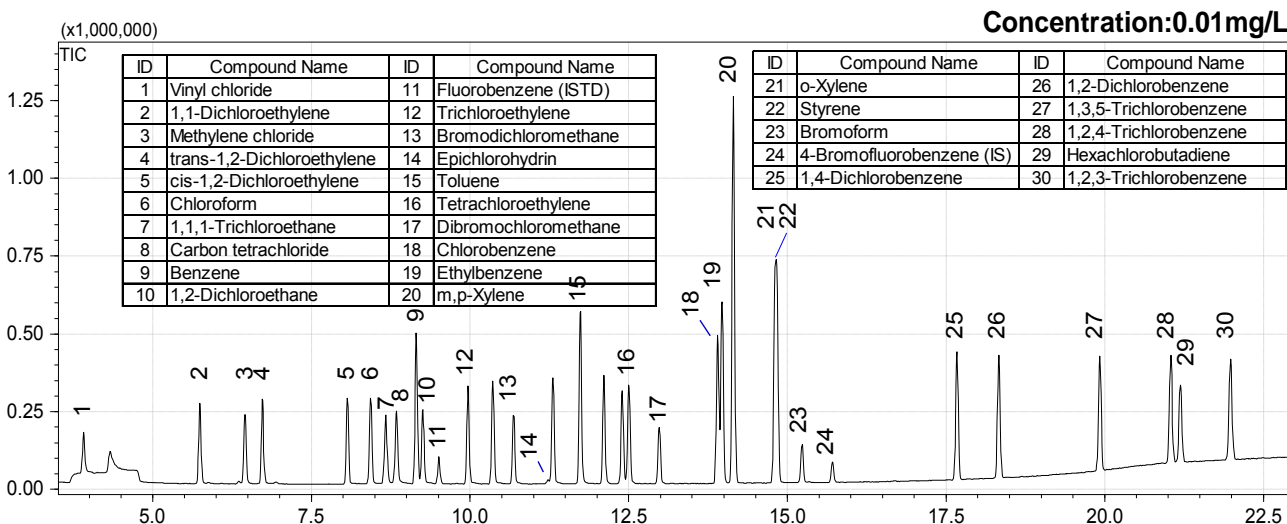 Concentration:0.01mg/L
(x1,000,000)
TIC
ID Compound Name ID Compound Name
1 Vinyl chloride 11 Fluorobenzene (ISTD)
2 1,1-Dichloroethylene 12 Trichloroethylene
3 Methylene chloride 13 Bromodichloromethane
4 trans-1,2-Dichloroethylene 14 Epichlorohydrin
5 cis-1,2-Dichloroethylene 15 Toluene
6 Chloroform 16 Tetrachloroethylene
7 1,1,1-Trichloroethane 17 Dibromochloromethane
8 Carbon tetrachloride 18 Chlorobenzene
9 Benzene 19 Ethylbenzene
10 1,2-Dichloroethane 20 m,p-Xylene
ID Compound Name ID Compound Name
21 o-Xylene 26 1,2-Dichlorobenzene
22 Styrene 27 1,3,5-Trichlorobenzene
23 Bromoform 28 1,2,4-Trichlorobenzene
24 4-Bromofluorobenzene (IS) 29 Hexachlorobutadiene
25 1,4-Dichlorobenzene 30 1,2,3-Trichlorobenzene
1.25
1.00
0.75
0.50
0.25
0.00
1
2
3
4
5
6
7
8
9
10
11
12
13
14
15
16
17
18
19
20
21
22
23
24
25
26
27
28
29
30
5.0 7.5 10.0 12.5 15.0 17.5 20.0 22.5